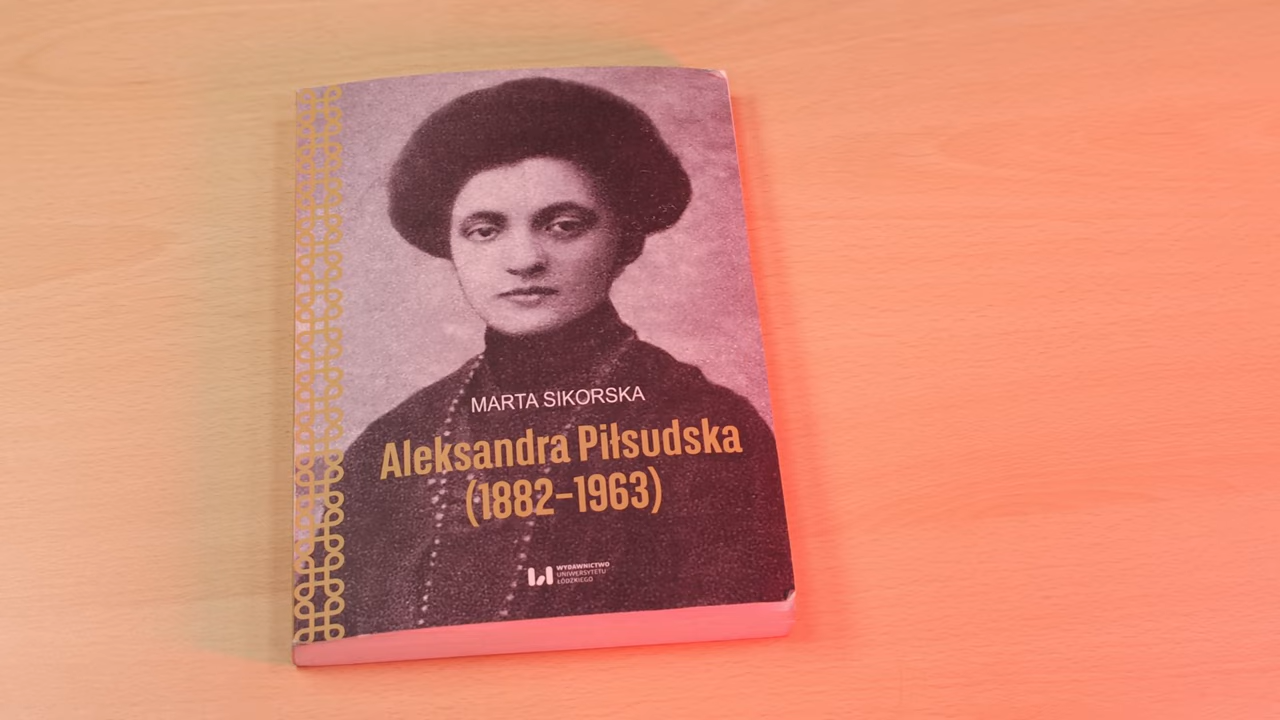 MARTA SIKORSKA
Aleksandra Piłsudska
(1882–1963)
WYDAWNICTWO
UNIWERSYTETU
ŁÓDZKIEGO